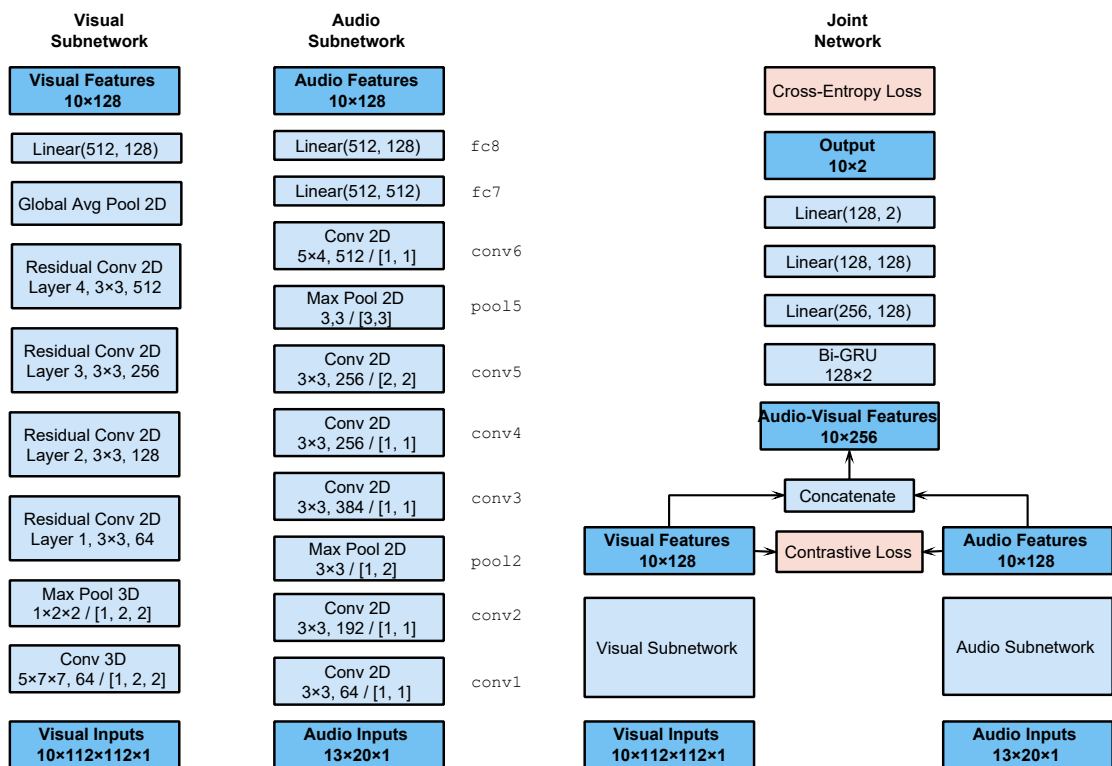 Visual
Subnetwork
Visual Features
10×128
Linear(512, 128)
Global Avg Pool 2D
Residual Conv 2D
Layer 4, 3×3, 512
Residual Conv 2D
Layer 3, 3×3, 256
Residual Conv 2D
Layer 2, 3×3, 128
Residual Conv 2D
Layer 1, 3×3, 64
Max Pool 3D
1×2×2 / [1, 2, 2]
Conv 3D
5×7×7, 64 / [1, 2, 2]
Visual Inputs
10×112×112×1
Audio
Subnetwork
Audio Features
10×128
Linear(512, 128)
fc8
Linear(512, 512)
fc7
Conv 2D
5×4, 512 / [1, 1]
conv6
Max Pool 2D
3,3 / [3,3]
pool5
Conv 2D
3×3, 256 / [2, 2]
conv5
Conv 2D
3×3, 256 / [1, 1]
conv4
Conv 2D
3×3, 384 / [1, 1]
conv3
Max Pool 2D
3×3 / [1, 2]
pool2
Conv 2D
3×3, 192 / [1, 1]
conv2
Conv 2D
3×3, 64 / [1, 1]
conv1
Audio Inputs
13×20×1
Joint
Network
Cross-Entropy Loss
Output
10×2
Linear(128, 2)
Linear(128, 128)
Linear(256, 128)
Bi-GRU
128×2
Audio-Visual Features
10×256
Concatenate
Visual Features
10×128
Contrastive Loss
Audio Features
10×128
Visual Subnetwork
Audio Subnetwork
Visual Inputs
10×112×112×1
Audio Inputs
13×20×1